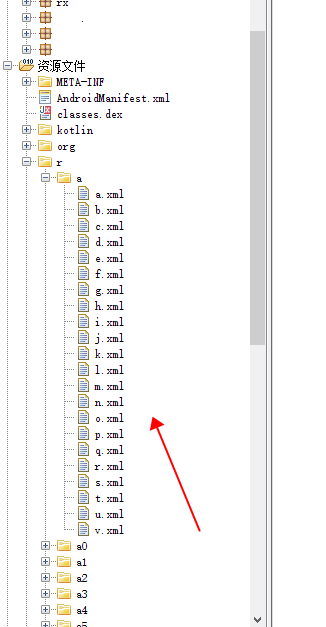 rx
资源文件
META-INF
AndroidManifest.xml
classes.dex
kotlin
org
r
a
a.xml
b.xml
c.xml
d.xml
e.xml
f.xml
g.xml
h.xml
i.xml
j.xml
k.xml
l.xml
m.xml
n.xml
o.xml
p.xml
q.xml
r.xml
s.xml
t.xml
u.xml
v.xml
a0
a1
a2
a3
a4
a5